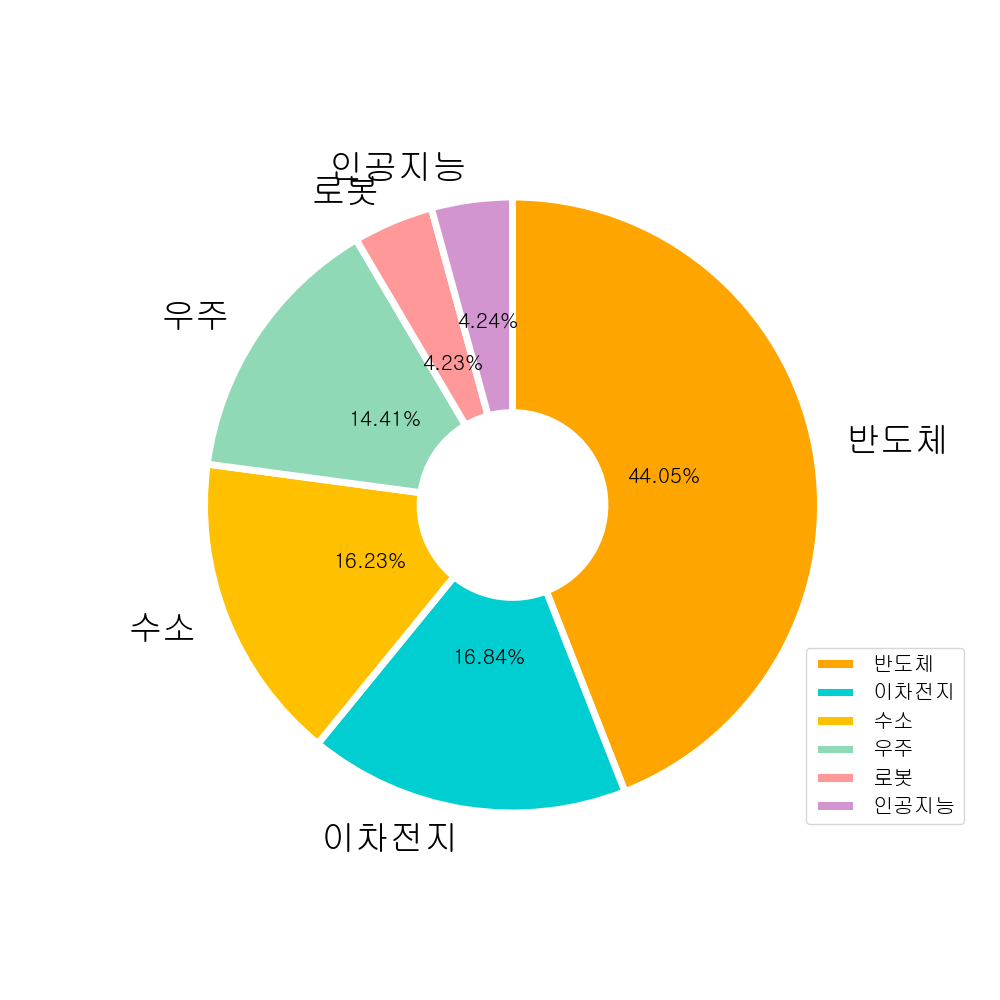 인공지능
로봇
4.24%
우주
4.23%
14.41%
반도체
44.05%
16.23%
수소
16.84%
이차전지
반도체
이차전지
수소
우주
로봇
인공지능